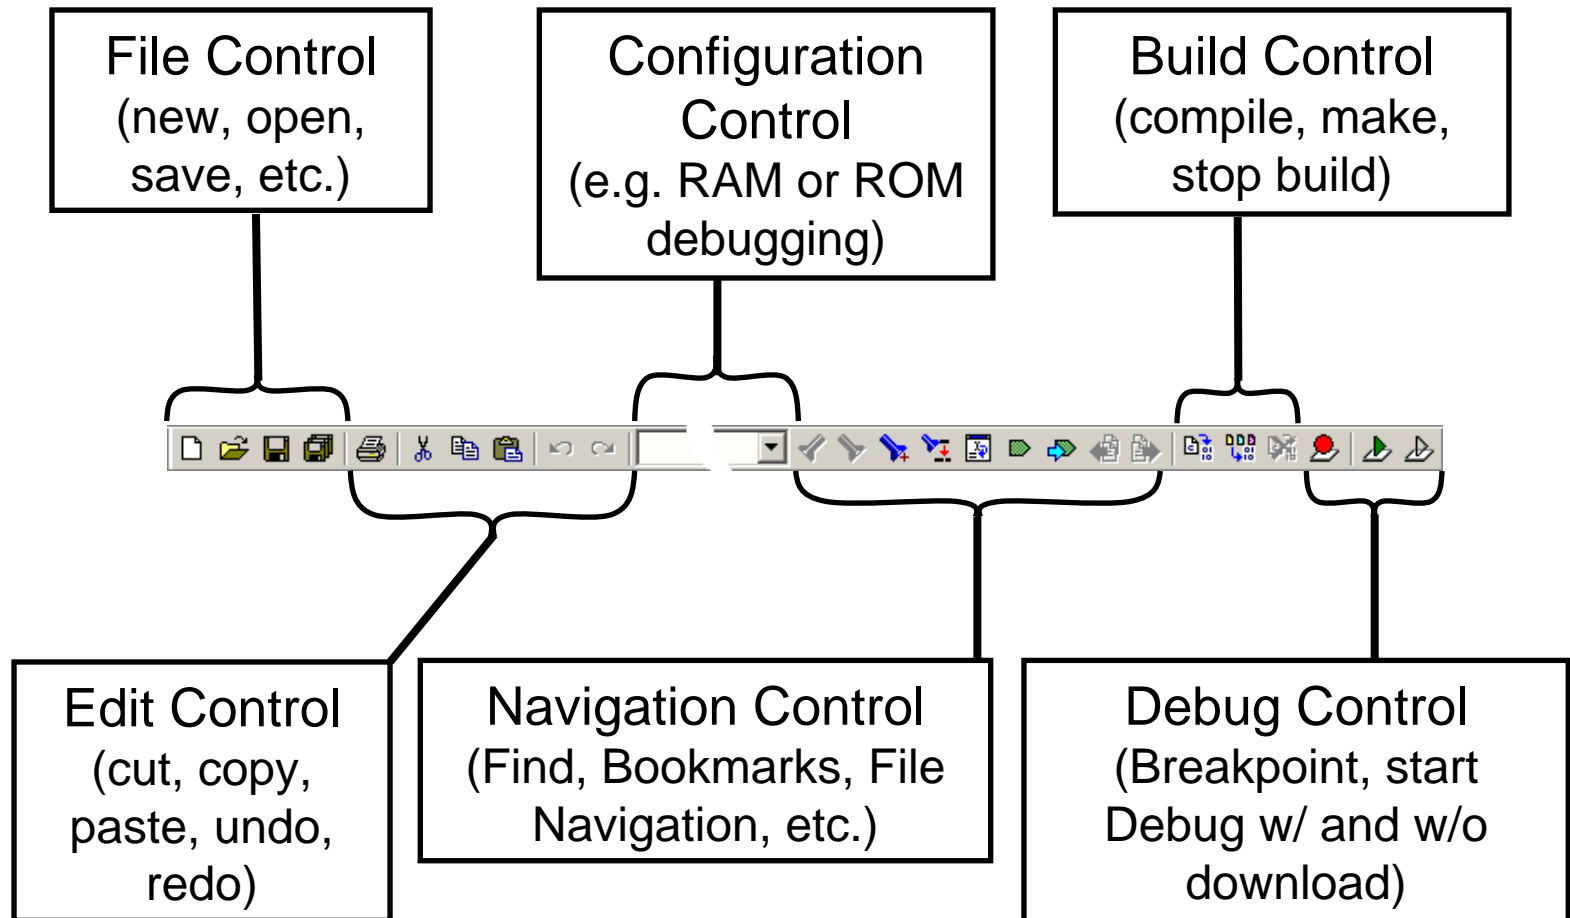 File Control
(new, open,
save, etc.)
Configuration
Control
(e.g. RAM or ROM
debugging)
Build Control
(compile, make,
stop build)
Edit Control
(cut, copy,
paste, undo,
redo)
Navigation Control
(Find, Bookmarks, File
Navigation, etc.)
Debug Control
(Breakpoint, start
Debug w/ and w/o
download)